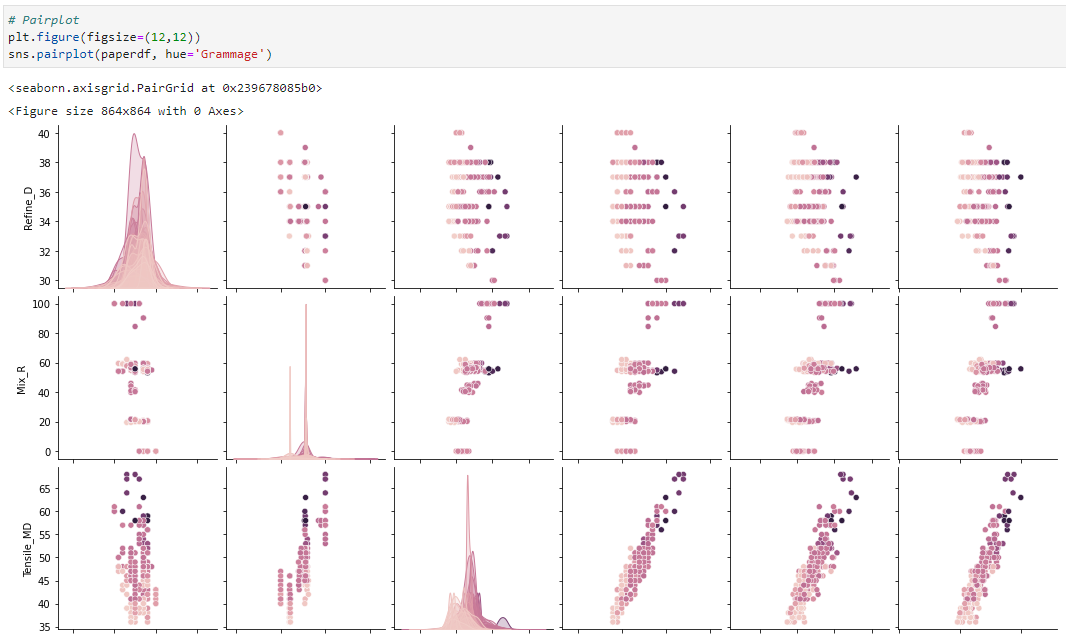 # Pairplot
plt.figure(figsize=(12,12))
sns.pairplot(paperdf, hue='Grammage')
<seaborn.axisgrid.PairGrid at 0x239678085b0>
<Figure size 864x864 with 0 Axes>
40
38
36
34
32
30
Refine_D
100
80
60
40
20
0
Mix_R
65
60
55
50
45
40
35
Tensile_MD